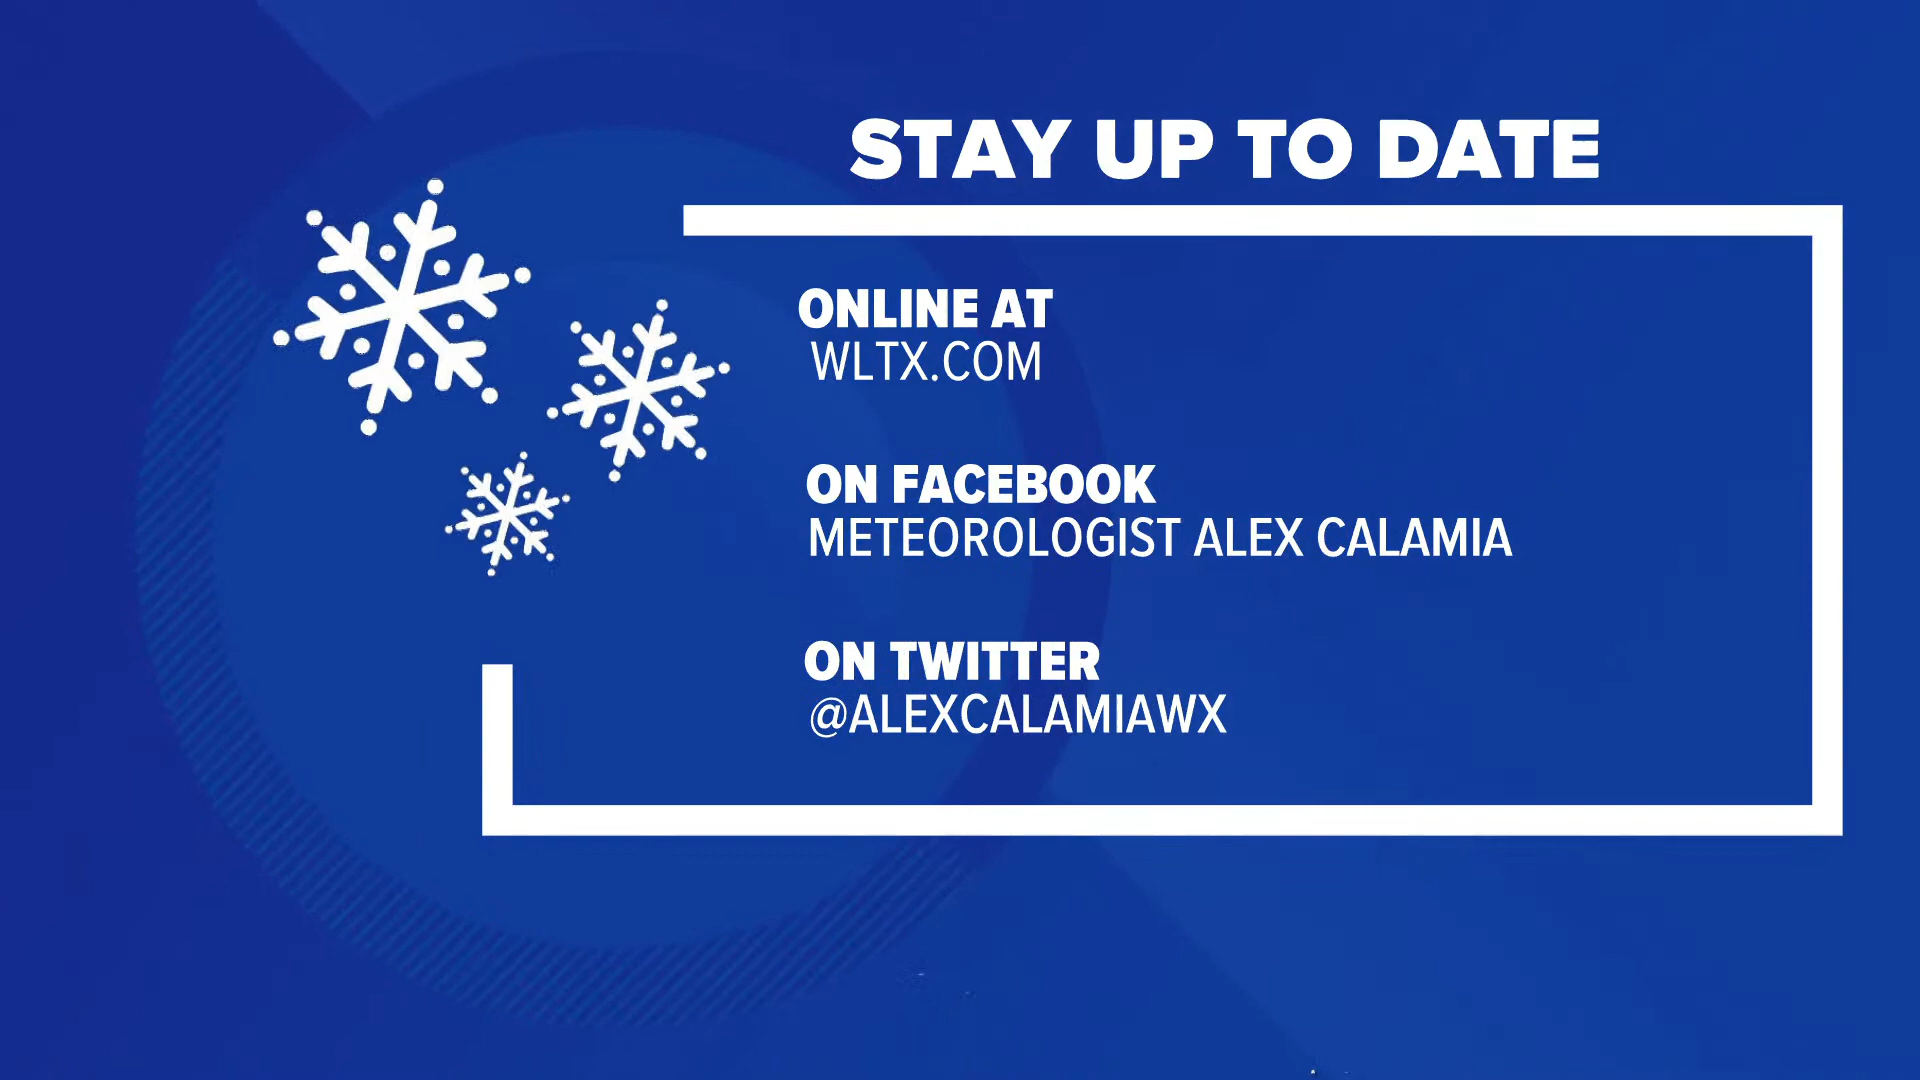 STAY UP TO DATE
ONLINE AT
WLTX.COM
ON FACEBOOK
METEOROLOGIST ALEX CALAMIA
ON TWITTER
@ALEXCALAMIAWX